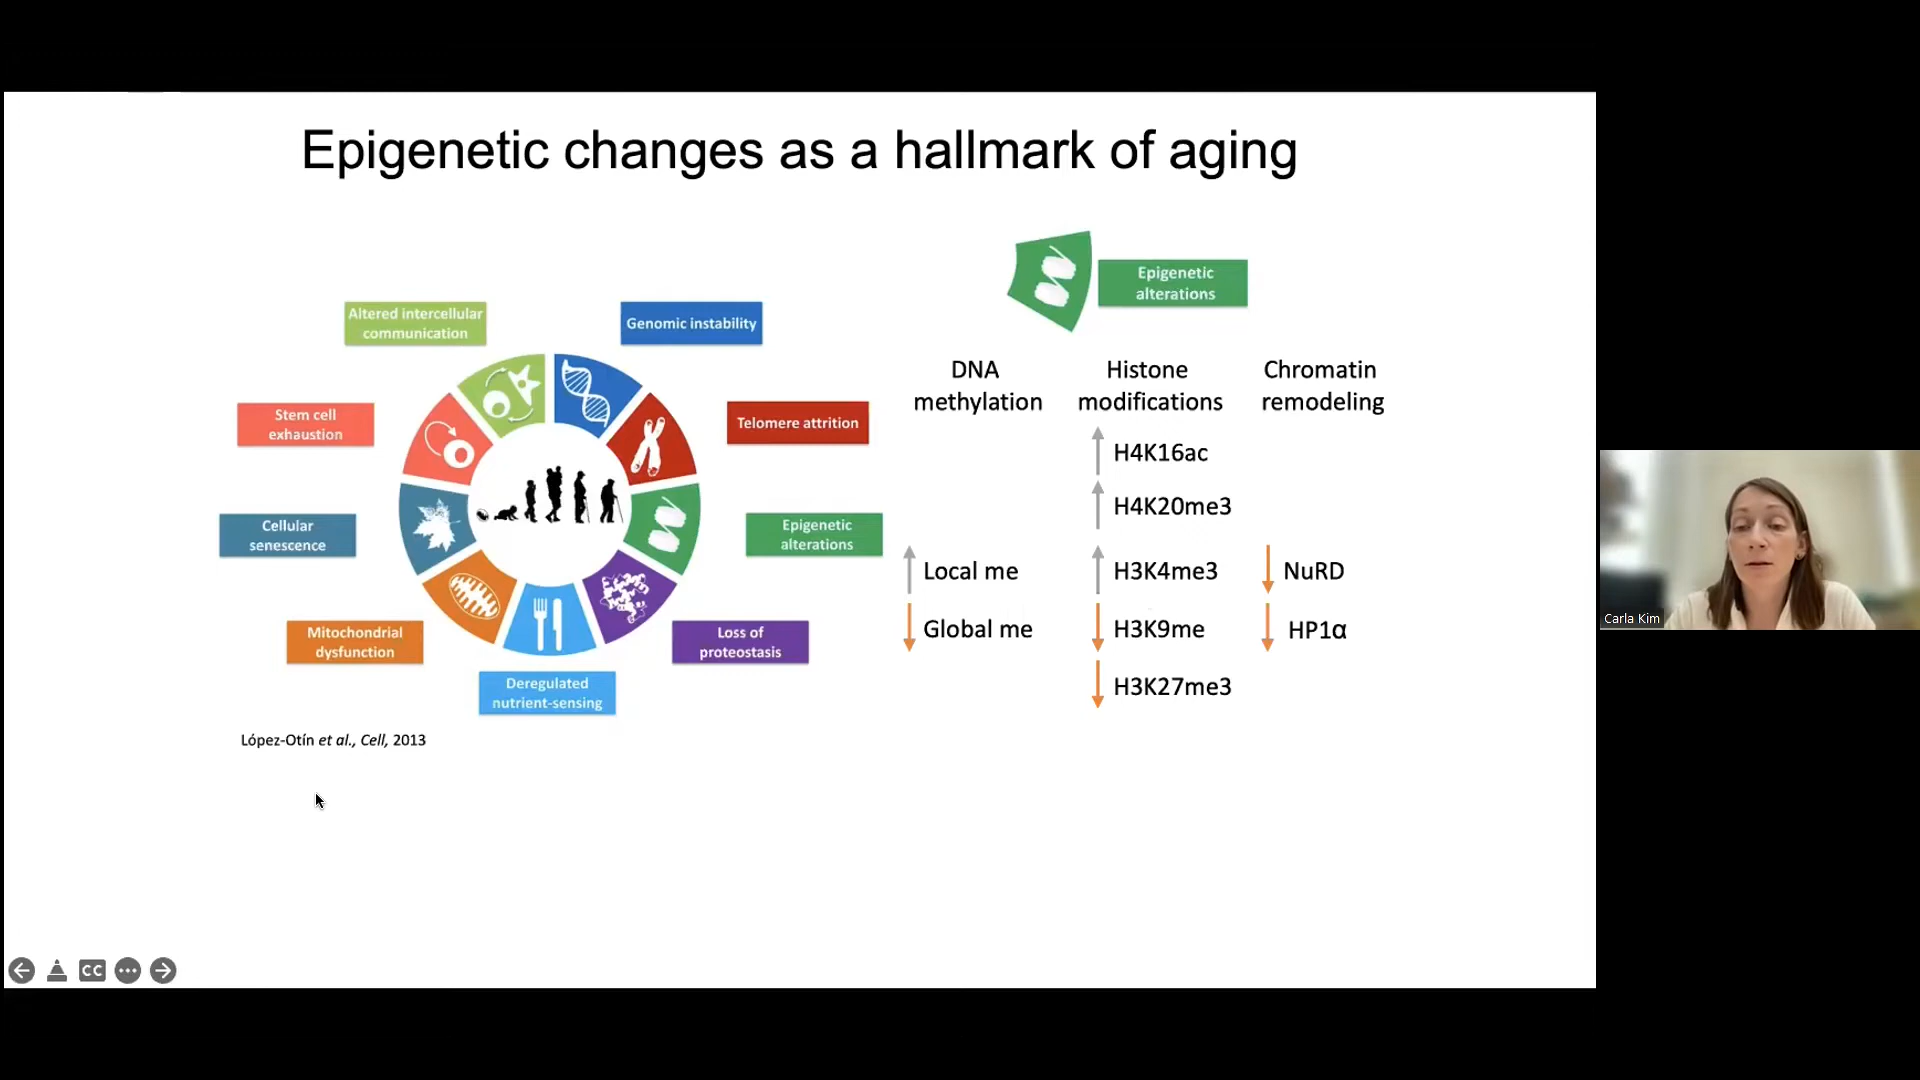 Epigenetic changes as a hallmark of aging
Altered intercellular
communication
Genomic instability
Stem cell
exhaustion
Telomere attrition
Cellular
senescence
Epigenetic
alterations
Mitochondrial
dysfunction
Loss of
proteostasis
Deregulated
nutrient-sensing
López-Otín et al., Cell, 2013
Epigenetic
alterations
DNA
methylation
Local me
Global me
Histone
modifications
H4K16ac
H4K20me3
H3K4me3
H3K9me
H3K27me3
Chromatin
remodeling
NuRD
HP1α
Carla Kim
CC